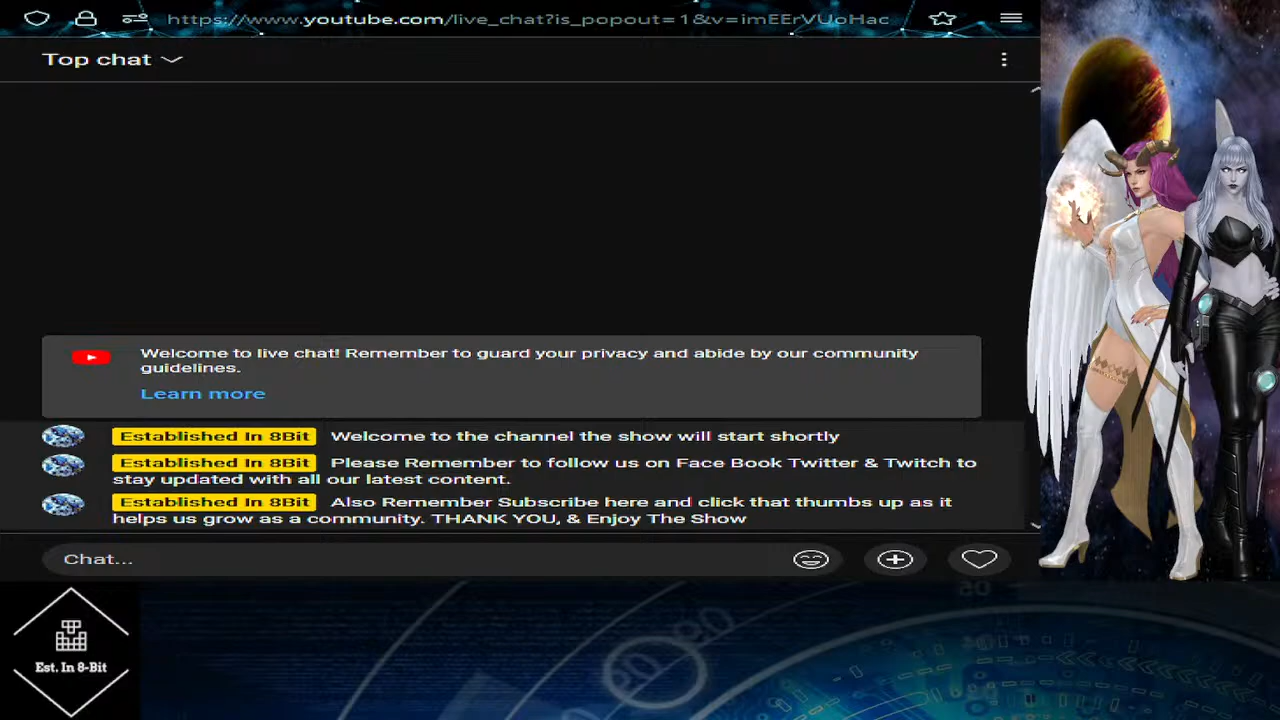 https://www.youtube.com/live_chat?is_popout=1&v=imEErVUoHac
Top chat
Welcome to live chat! Remember to guard your privacy and abide by our community
guidelines.
Learn more
Established In 8Bit Welcome to the channel the show will start shortly
Established In 8Bit Please Remember to follow us on Face Book Twitter & Twitch to
stay updated with all our latest content.
Established In 8Bit Also Remember Subscribe here and click that thumbs up as it
helps us grow as a community. THANK YOU, & Enjoy The Show
Chat...
Est. In 8-Bit